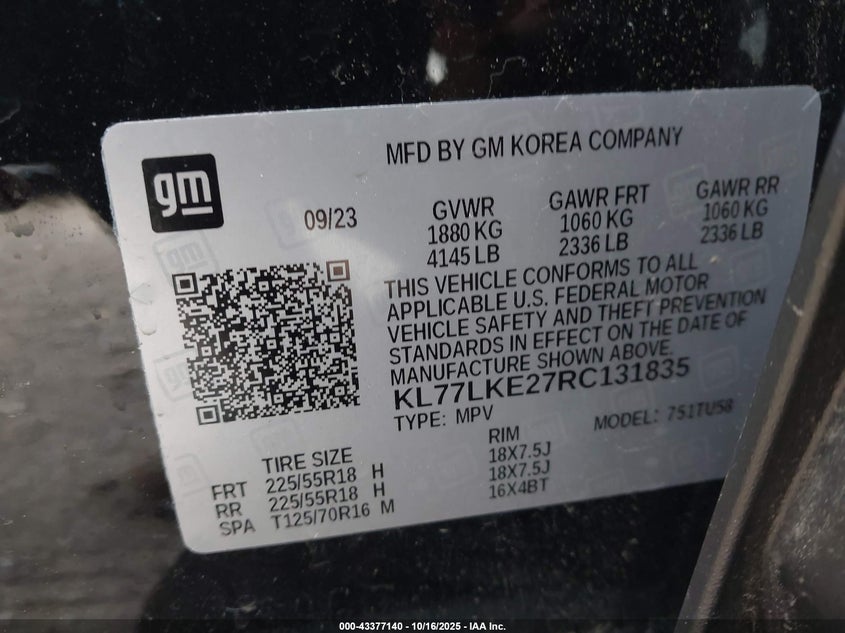 MFD BY GM KOREA COMPANY
gm
09/23
GVWR GAWR FRT GAWR RR
1880 KG 1060 KG 1060 KG
4145 LB 2336 LB 2336 LB
THIS VEHICLE CONFORMS TO ALL
APPLICABLE U.S. FEDERAL MOTOR
VEHICLE SAFETY AND THEFT PREVENTION
STANDARDS IN EFFECT ON THE DATE OF
MANUFACTURE SHOWN ABOVE.
KL77LKE27RC131835
TYPE: MPV MODEL: 751TU58
TIRE SIZE RIM
FRT 225/55R18 H 18X7.5J
RR 225/55R18 H 18X7.5J
SPA T125/70R16 M 16X4BT
000-43377140 - 10/16/2025 - IAA Inc.